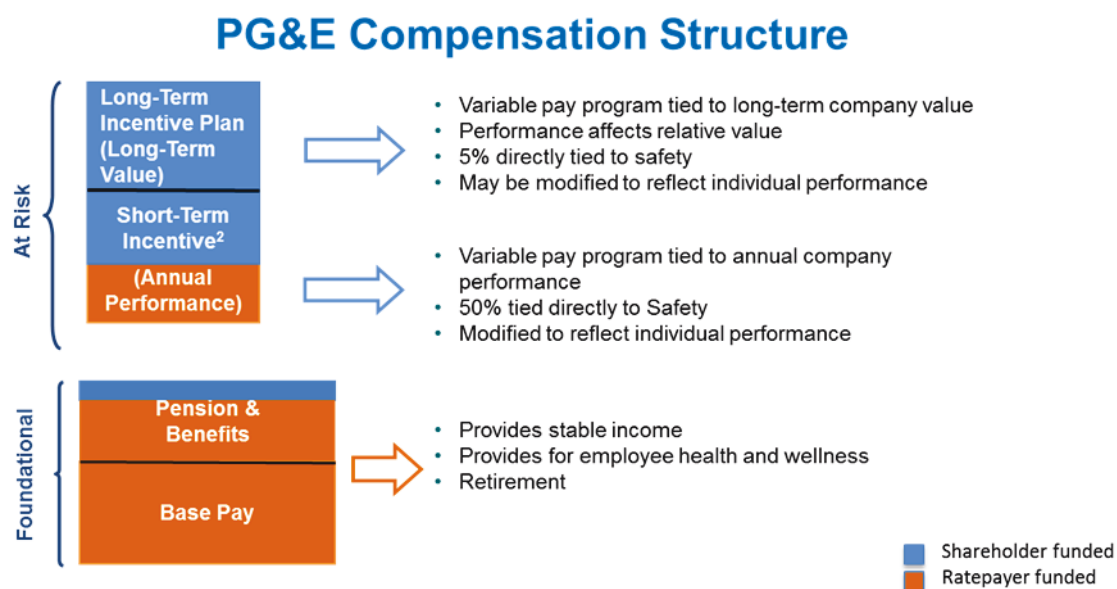 PG&E Compensation Structure
At Risk
Long-Term
Incentive Plan
(Long-Term
Value)
• Variable pay program tied to long-term company value
• Performance affects relative value
• 5% directly tied to safety
• May be modified to reflect individual performance
Short-Term
Incentive²
(Annual
Performance)
• Variable pay program tied to annual company
performance
• 50% tied directly to Safety
• Modified to reflect individual performance
Foundational
Pension &
Benefits
Base Pay
• Provides stable income
• Provides for employee health and wellness
• Retirement
Shareholder funded
Ratepayer funded